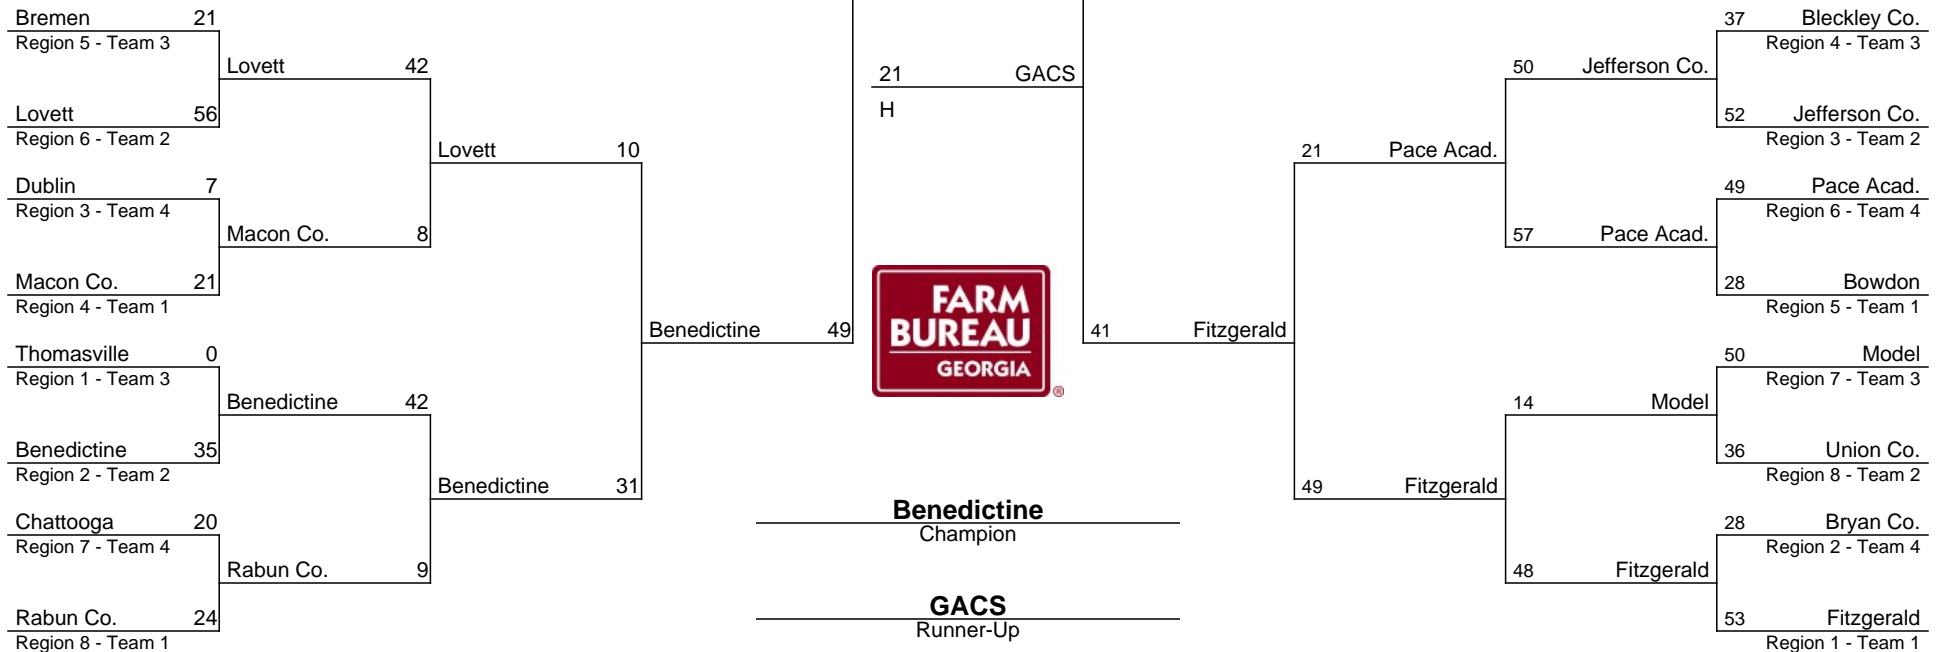 Bremen 21
Region 5 - Team 3
Lovett 42
Lovett 56
Region 6 - Team 2
Lovett 10
Dublin 7
Region 3 - Team 4
Macon Co. 8
Macon Co. 21
Region 4 - Team 1
Benedictine 49
Thomasville 0
Region 1 - Team 3
Benedictine 42
Benedictine 35
Region 2 - Team 2
Benedictine 31
Chattooga 20
Region 7 - Team 4
Rabun Co. 9
Rabun Co. 24
Region 8 - Team 1
21 GACS
H
FARM
BUREAU
GEORGIA
®
Benedictine
Champion
GACS
Runner-Up
37 Bleckley Co.
Region 4 - Team 3
50 Jefferson Co.
52 Jefferson Co.
Region 3 - Team 2
21 Pace Acad.
49 Pace Acad.
Region 6 - Team 4
57 Pace Acad.
28 Bowdon
Region 5 - Team 1
41 Fitzgerald
50 Model
Region 7 - Team 3
14 Model
36 Union Co.
Region 8 - Team 2
49 Fitzgerald
28 Bryan Co.
Region 2 - Team 4
48 Fitzgerald
53 Fitzgerald
Region 1 - Team 1